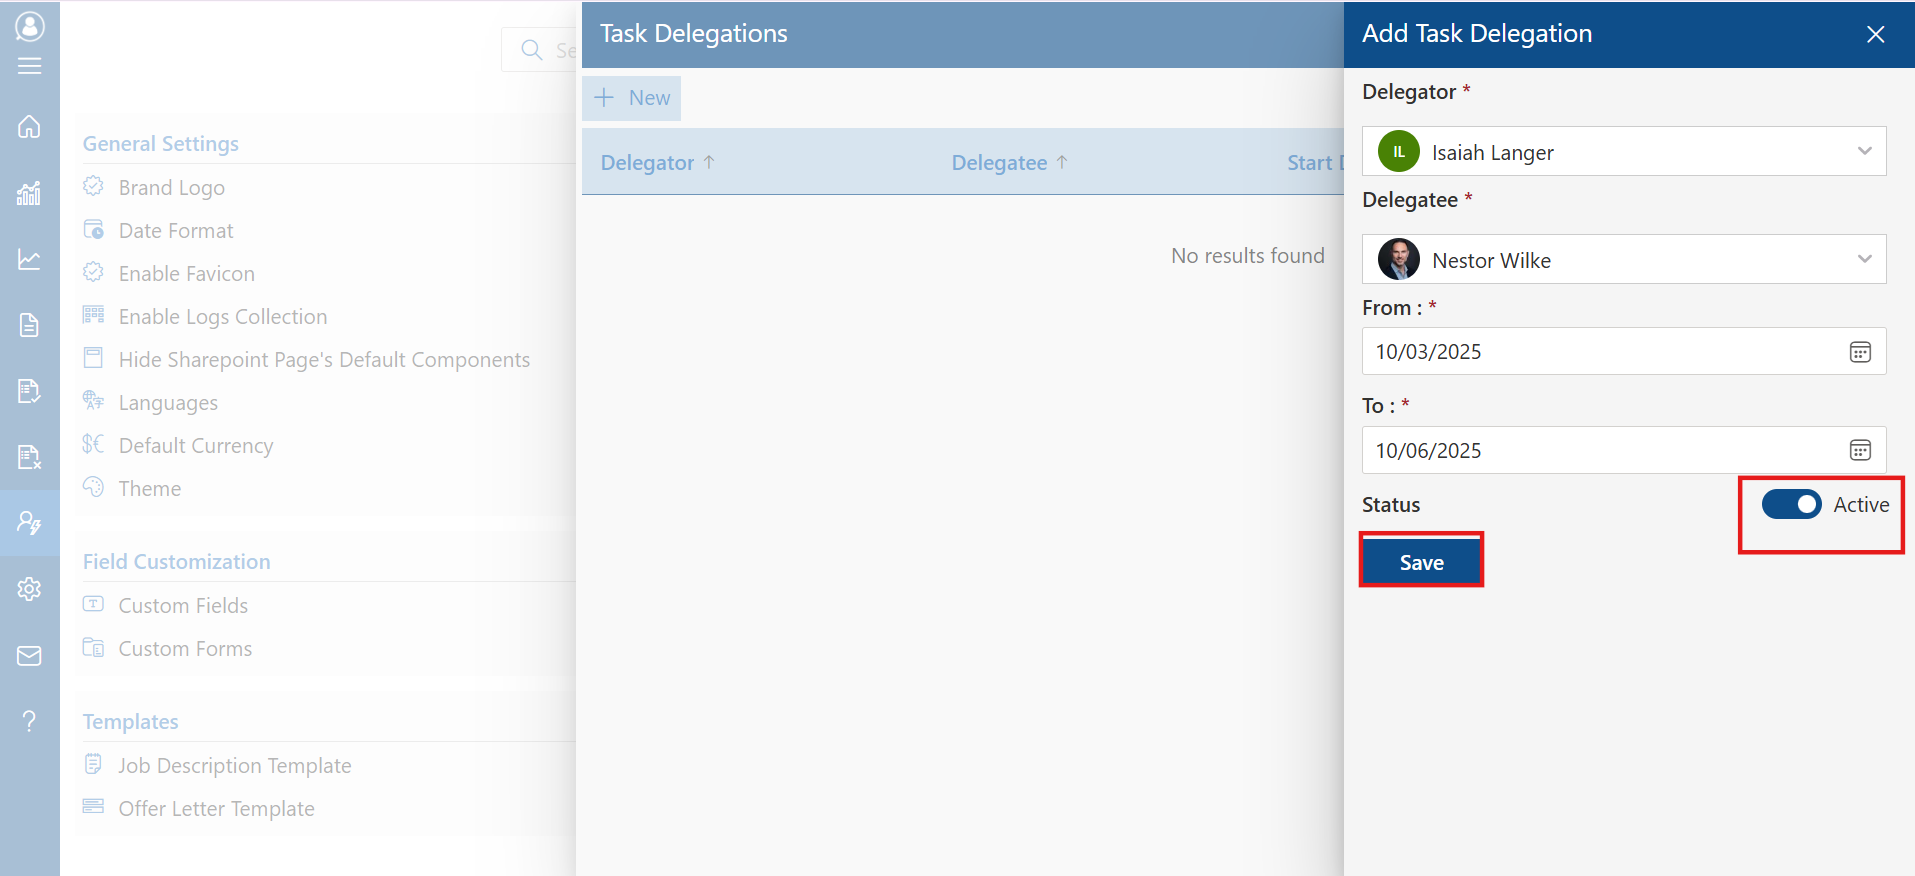 Se
General Settings
Brand Logo
Date Format
Enable Favicon
Enable Logs Collection
Hide Sharepoint Page's Default Components
Languages
Default Currency
Theme
Field Customization
Custom Fields
Custom Forms
Templates
Job Description Template
Offer Letter Template
Task Delegations
New
Delegator Delegatee Start D
No results found
Add Task Delegation
Delegator *
IL Isaiah Langer
Delegatee *
Nestor Wilke
From : *
10/03/2025
To : *
10/06/2025
Status Active
Save